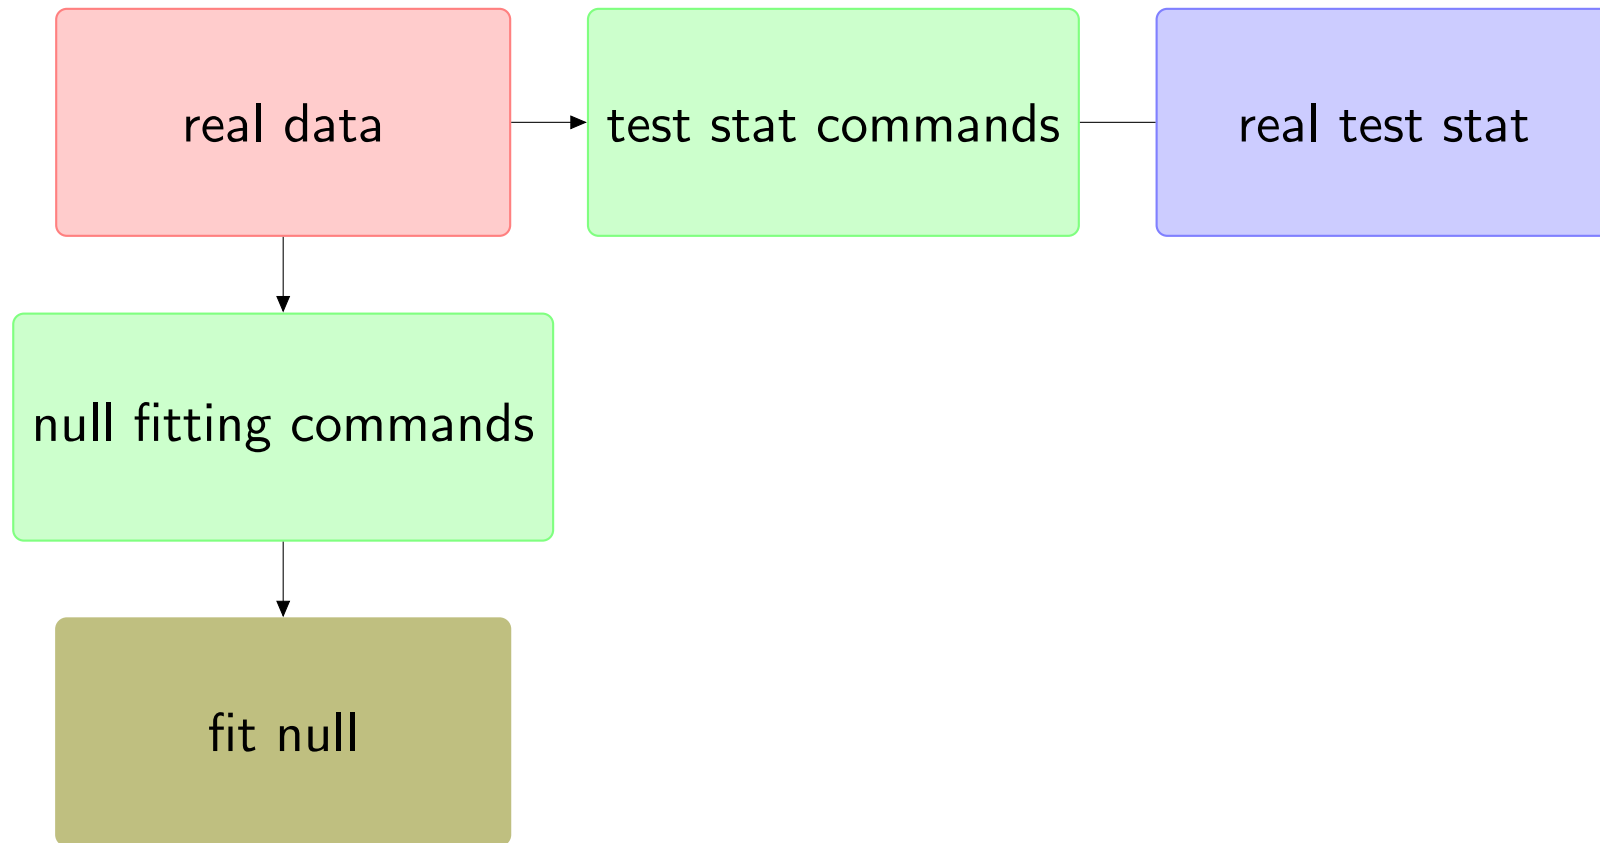 real data
test stat commands
real test stat
null fitting commands
fit null